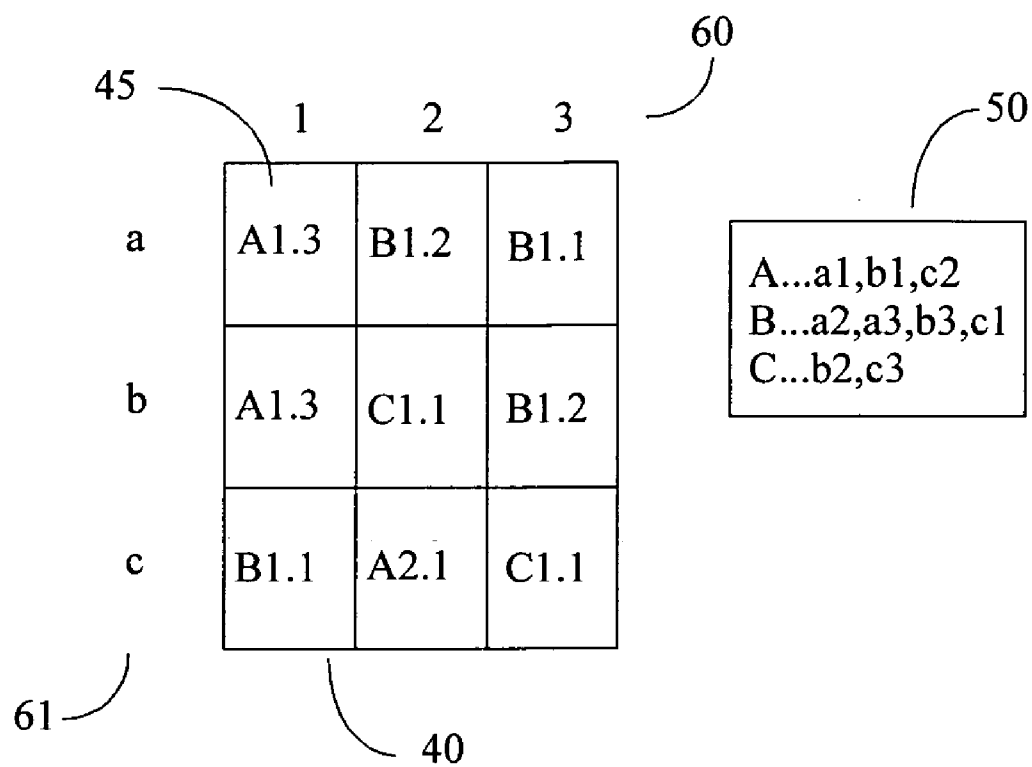 60
45
50
1 2 3
a A1.3 B1.2 B1.1
A...a1,b1,c2
B...a2,a3,b3,c1
C...b2,c3
b A1.3 C1.1 B1.2
c B1.1 A2.1 C1.1
61
40